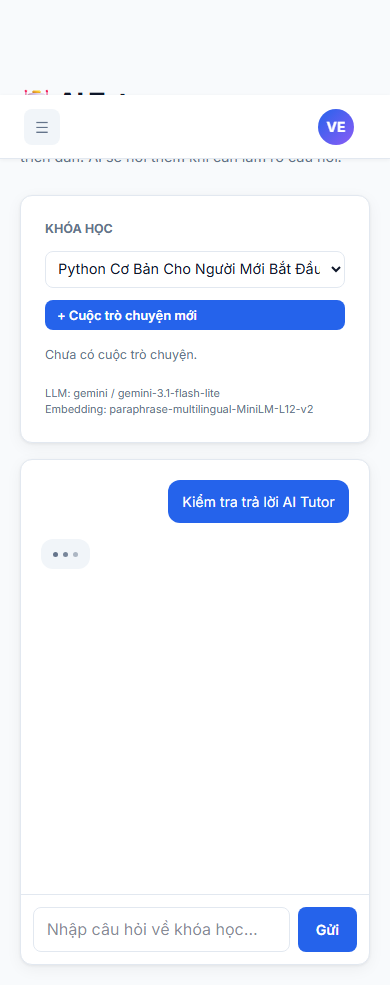 ☰
VE
KHÓA HỌC
Python Cơ Bản Cho Người Mới Bắt Đầu
+ Cuộc trò chuyện mới
Chưa có cuộc trò chuyện.
LLM: gemini / gemini-3.1-flash-lite
Embedding: paraphrase-multilingual-MiniLM-L12-v2
Kiểm tra trả lời AI Tutor
Nhập câu hỏi về khóa học...
Gửi